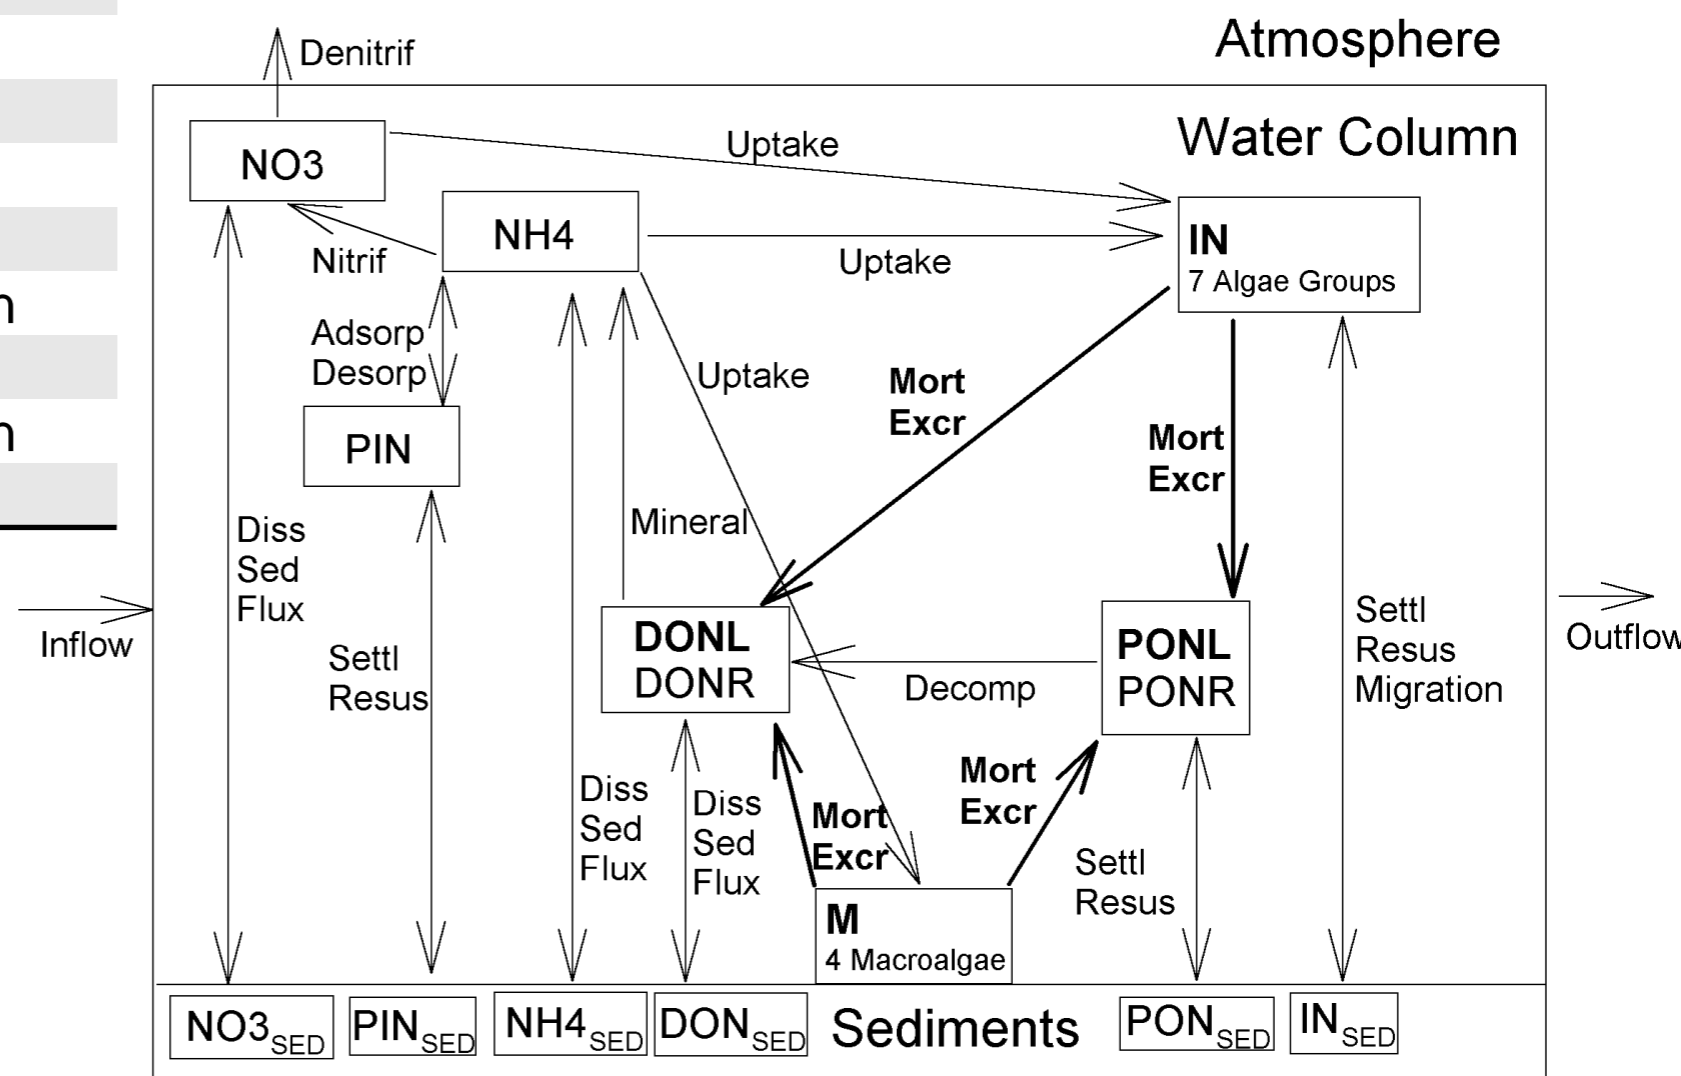 Atmosphere
Denitrif
Water Column
NO3
Uptake
NH4
Nitrif
Uptake
IN
7 Algae Groups
n
Adsorp
Desorp
Uptake
Mort
Excr
n
PIN
Mort
Excr
Diss
Sed
Flux
Mineral
Inflow
Settl
Resus
DONL
DONR
Decomp
PONL
PONR
Settl
Resus
Migration
Outflow
Diss
Sed
Flux
Diss
Sed
Flux
Mort
Excr
Mort
Excr
Settl
Resus
M
4 Macroalgae
NO3SED
PINSED
NH4SED
DONSED
Sediments
PONSED
INSED